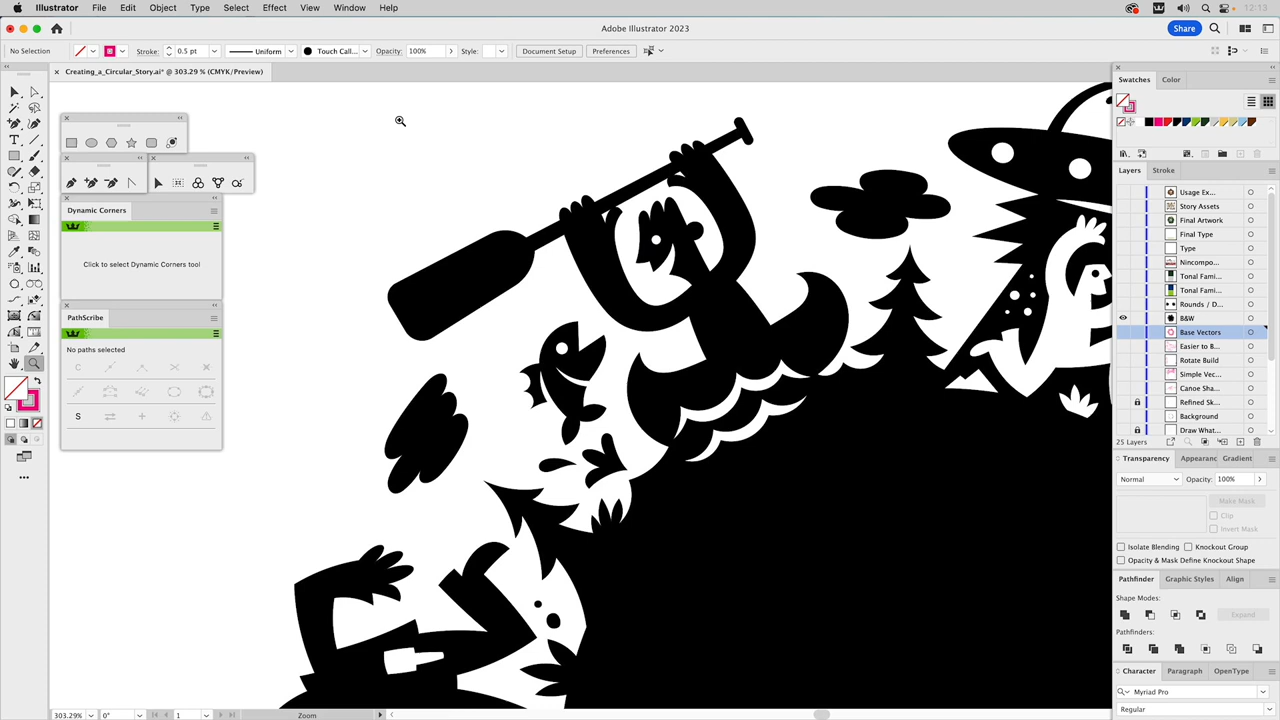 Illustrator File Edit Object Type Select Effect View Window Help 12:13
Adobe Illustrator 2023 Share
No Selection Stroke: 0.5 pt Uniform Touch Call... Opacity: 100% Style: Document Setup Preferences
Creating_a_Circular_Story.ai* @ 303.29 % (CMYK/Preview)
Swatches Color
Layers Stroke
Usage Ex...
Story Assets
Final Artwork
Final Type
Type
Nincompo...
Tonal Fami...
Tonal Fami...
Rounds / D...
B&W
Base Vectors
Easier to B...
Rotate Build
Simple Vec...
Canoe Sha...
Refined Sk...
Background
Draw What...
25 Layers
Dynamic Corners
Click to select Dynamic Corners tool
PathScribe
No paths selected
C
S
Transparency Appearanc Gradient
Normal Opacity: 100%
Make Mask
Clip
Invert Mask
Isolate Blending Knockout Group
Opacity & Mask Define Knockout Shape
Pathfinder Graphic Styles Align
Shape Modes:
Expand
Pathfinders:
Character Paragraph OpenType
Myriad Pro
Regular
303.29% 0° 1 Zoom